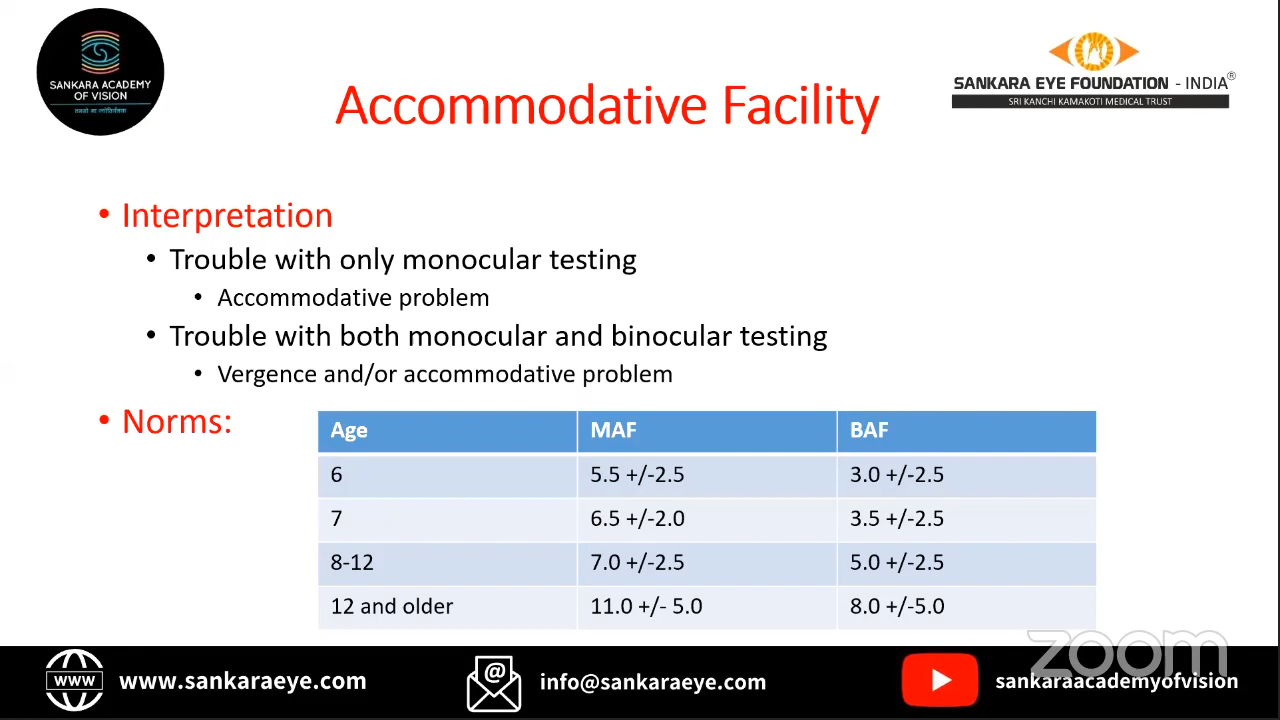 SANKARA ACADEMY
OF VISION
SANKARA EYE FOUNDATION - INDIA®
SRI KANCHI KAMAKOTI MEDICAL TRUST
Accommodative Facility
• Interpretation
• Trouble with only monocular testing
• Accommodative problem
• Trouble with both monocular and binocular testing
• Vergence and/or accommodative problem
• Norms:
Age MAF BAF
6 5.5 +/-2.5 3.0 +/-2.5
7 6.5 +/-2.0 3.5 +/-2.5
8-12 7.0 +/-2.5 5.0 +/-2.5
12 and older 11.0 +/- 5.0 8.0 +/-5.0
zoom
www www.sankaraeye.com @ info@sankaraeye.com sankaraacademyofvision